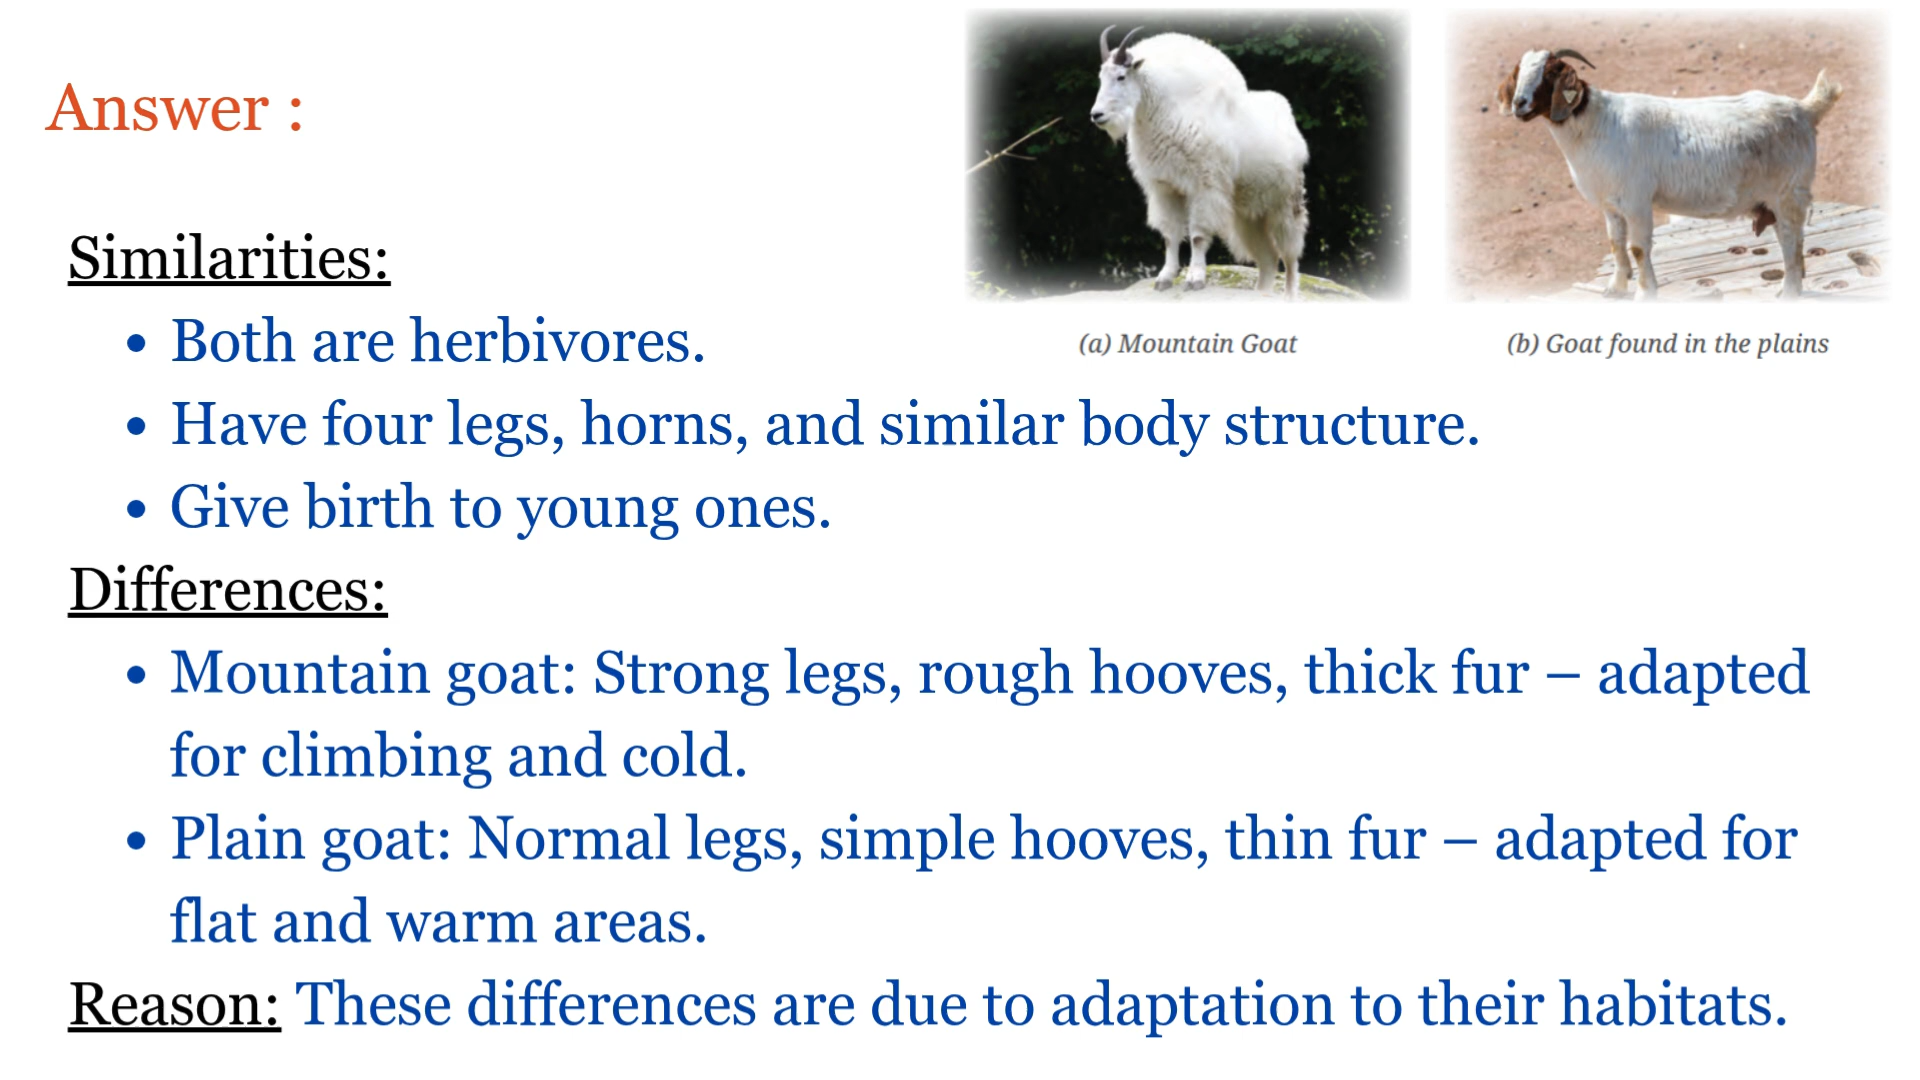 Answer :
(a) Mountain Goat
(b) Goat found in the plains
Similarities:
• Both are herbivores.
• Have four legs, horns, and similar body structure.
• Give birth to young ones.
Differences:
• Mountain goat: Strong legs, rough hooves, thick fur – adapted
for climbing and cold.
• Plain goat: Normal legs, simple hooves, thin fur – adapted for
flat and warm areas.
Reason: These differences are due to adaptation to their habitats.